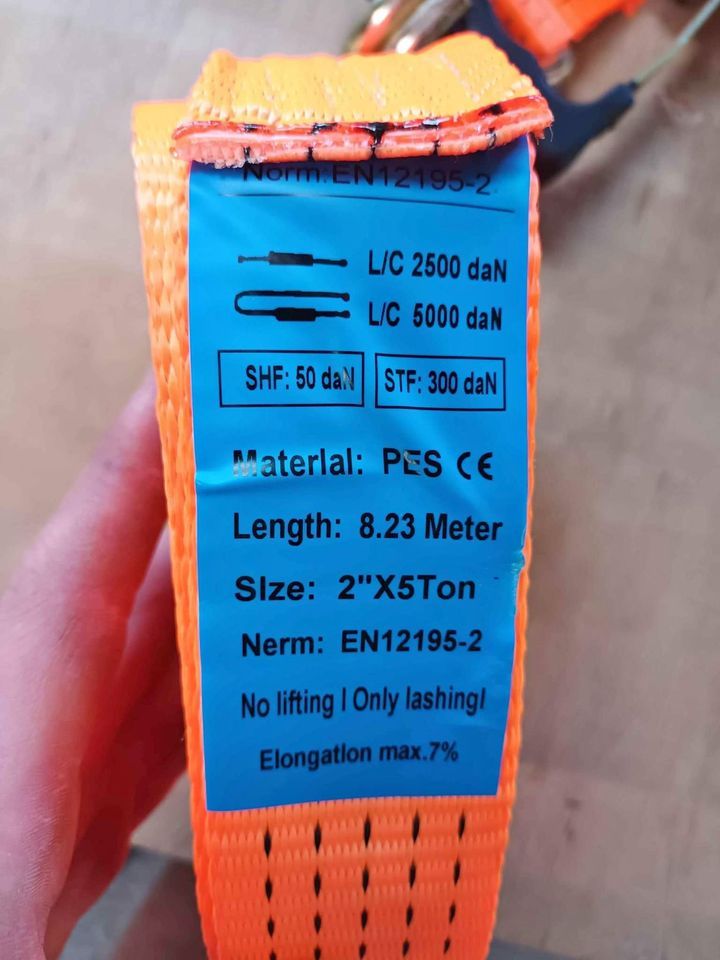 Norm:EN12195-2
L/C 2500 daN
L/C 5000 daN
SHF: 50 daN STF: 300 daN
Materlal: PES CE
Length: 8.23 Meter
Slze: 2"X5Ton
Nerm: EN12195-2
No lifting l Only lashingl
Elongatlon max.7%